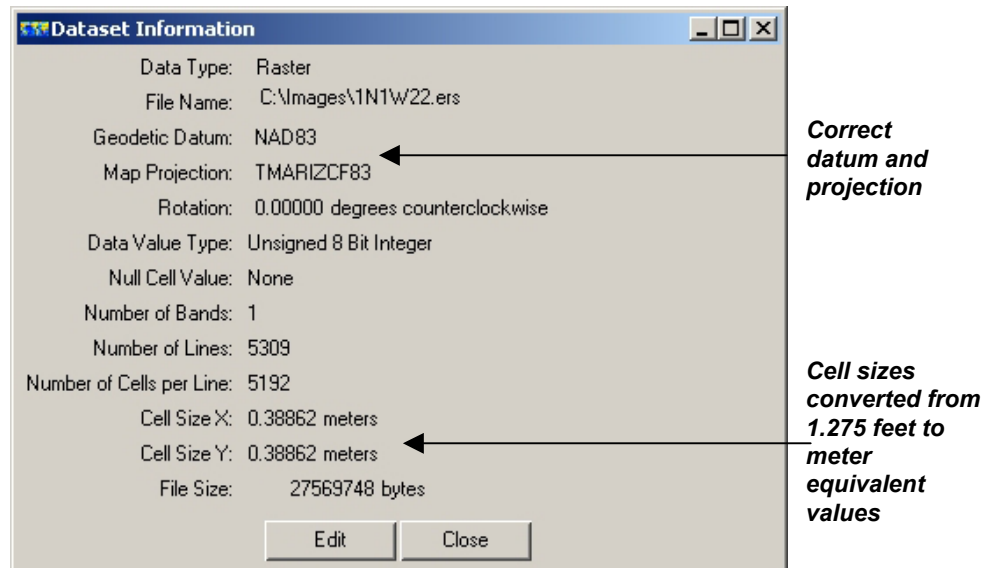 Dataset Information
Data Type: Raster
File Name: C:\Images\1N1W22.ers
Geodetic Datum: NAD83
Map Projection: TMARIZCF83
Rotation: 0.00000 degrees counterclockwise
Data Value Type: Unsigned 8 Bit Integer
Null Cell Value: None
Number of Bands: 1
Number of Lines: 5309
Number of Cells per Line: 5192
Cell Size X: 0.38862 meters
Cell Size Y: 0.38862 meters
File Size: 27569748 bytes
Edit Close
Correct
datum and
projection
Cell sizes
converted from
1.275 feet to
meter
equivalent
values